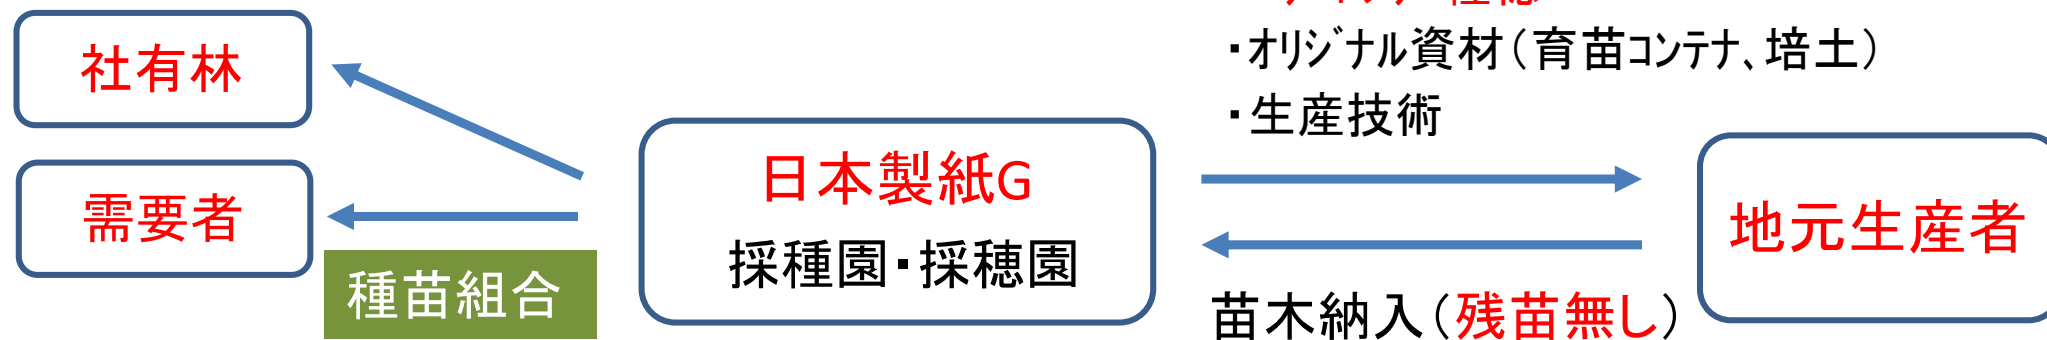 社有林
需要者
種苗組合
日本製紙G
採種園・採穂園
・オリジナル資材(育苗コンテナ、培土)
・生産技術
苗木納入(残苗無し)
地元生産者